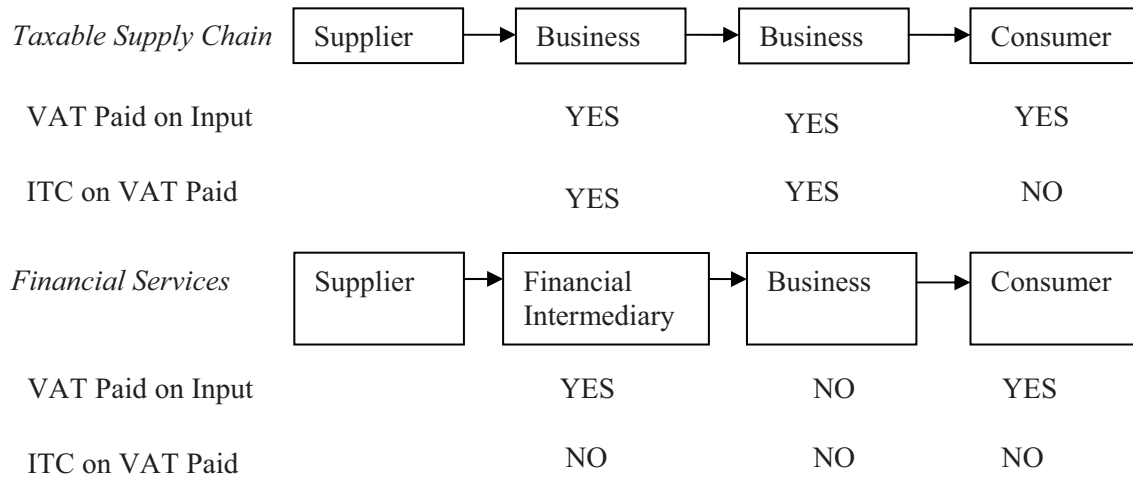 Taxable Supply Chain Supplier Business Business Consumer
VAT Paid on Input YES YES YES
ITC on VAT Paid YES YES NO
Financial Services Supplier Financial Business Consumer
Intermediary
VAT Paid on Input YES NO YES
ITC on VAT Paid NO NO NO